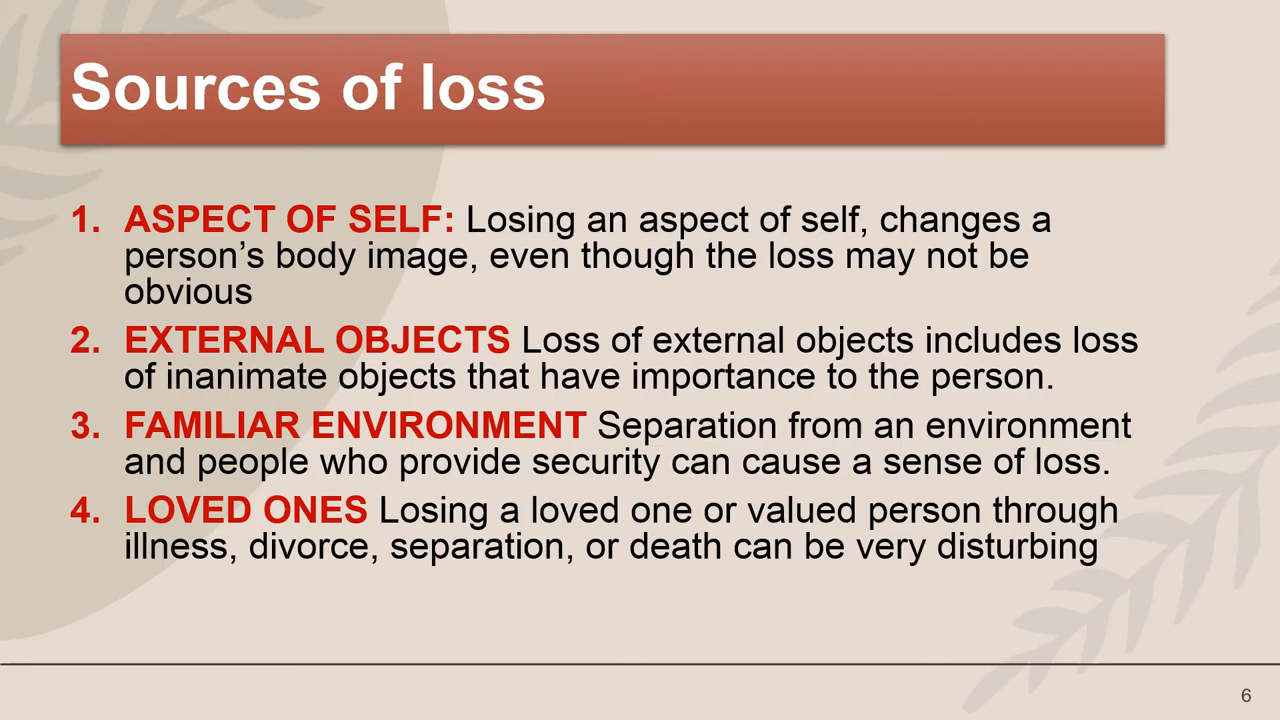 Sources of loss
1. ASPECT OF SELF: Losing an aspect of self, changes a
person’s body image, even though the loss may not be
obvious
2. EXTERNAL OBJECTS Loss of external objects includes loss
of inanimate objects that have importance to the person.
3. FAMILIAR ENVIRONMENT Separation from an environment
and people who provide security can cause a sense of loss.
4. LOVED ONES Losing a loved one or valued person through
illness, divorce, separation, or death can be very disturbing
6